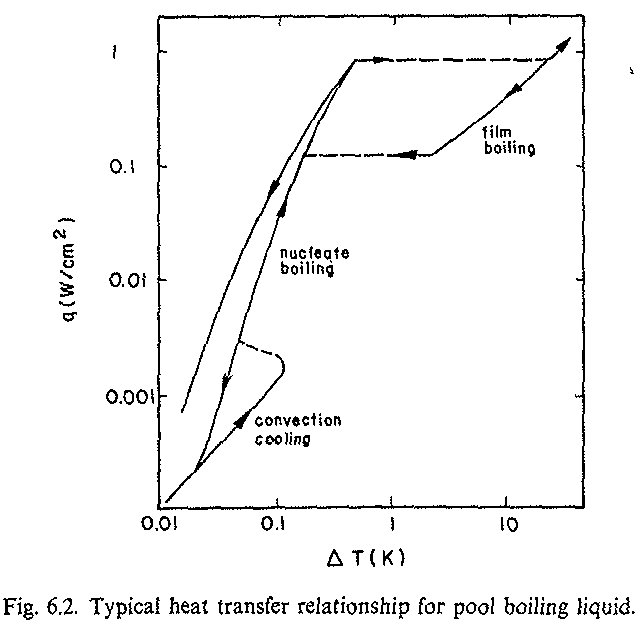 1
0.1
0.01
0.001
q(W/cm²)
film
boiling
nucleate
boiling
convection
cooling
0.01
0.1
1
10
Δ T(K)
Fig. 6.2. Typical heat transfer relationship for pool boiling liquid.